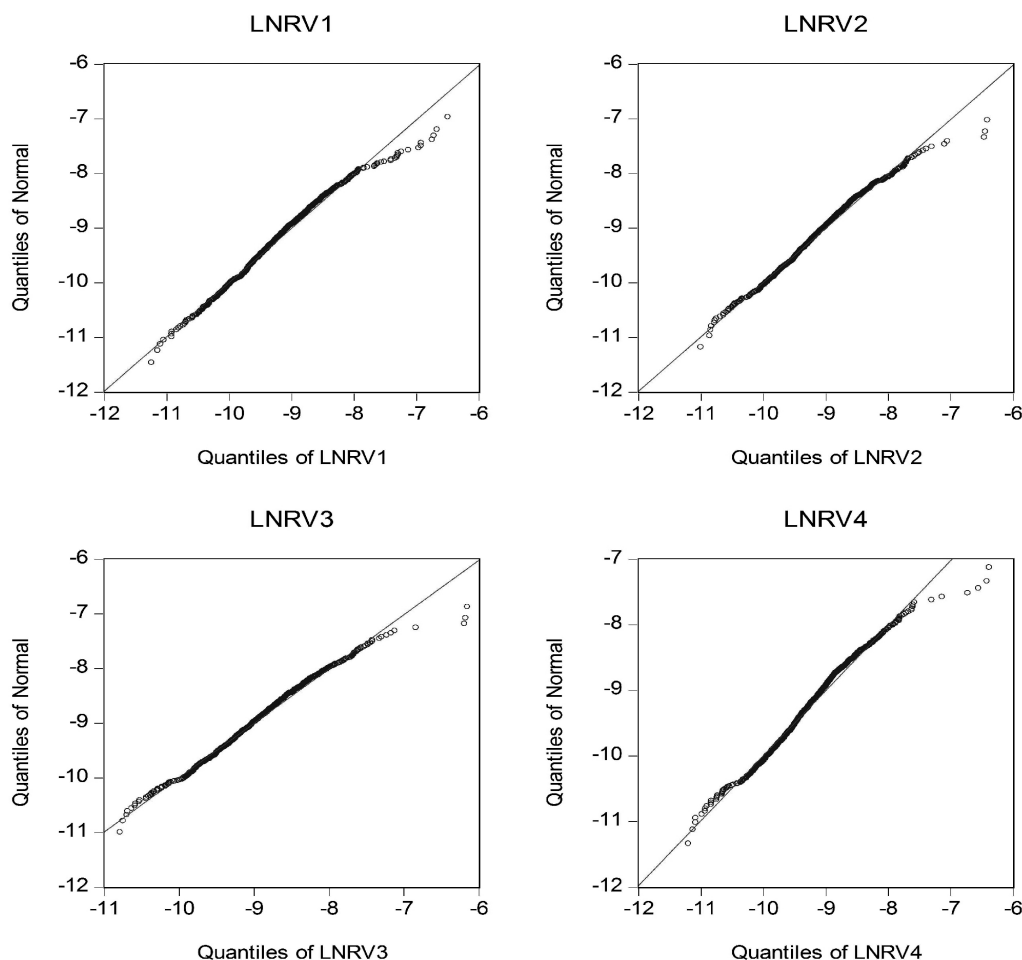 LNRV1
LNRV2
-6
-7
-8
-9
-10
-11
-12
Quantiles of Normal
-12 -11 -10 -9 -8 -7 -6
Quantiles of LNRV1
-6
-7
-8
-9
-10
-11
-12
Quantiles of Normal
-12 -11 -10 -9 -8 -7 -6
Quantiles of LNRV2
LNRV3
LNRV4
-6
-7
-8
-9
-10
-11
-12
Quantiles of Normal
-11 -10 -9 -8 -7 -6
Quantiles of LNRV3
-7
-8
-9
-10
-11
-12
Quantiles of Normal
-12 -11 -10 -9 -8 -7 -6
Quantiles of LNRV4